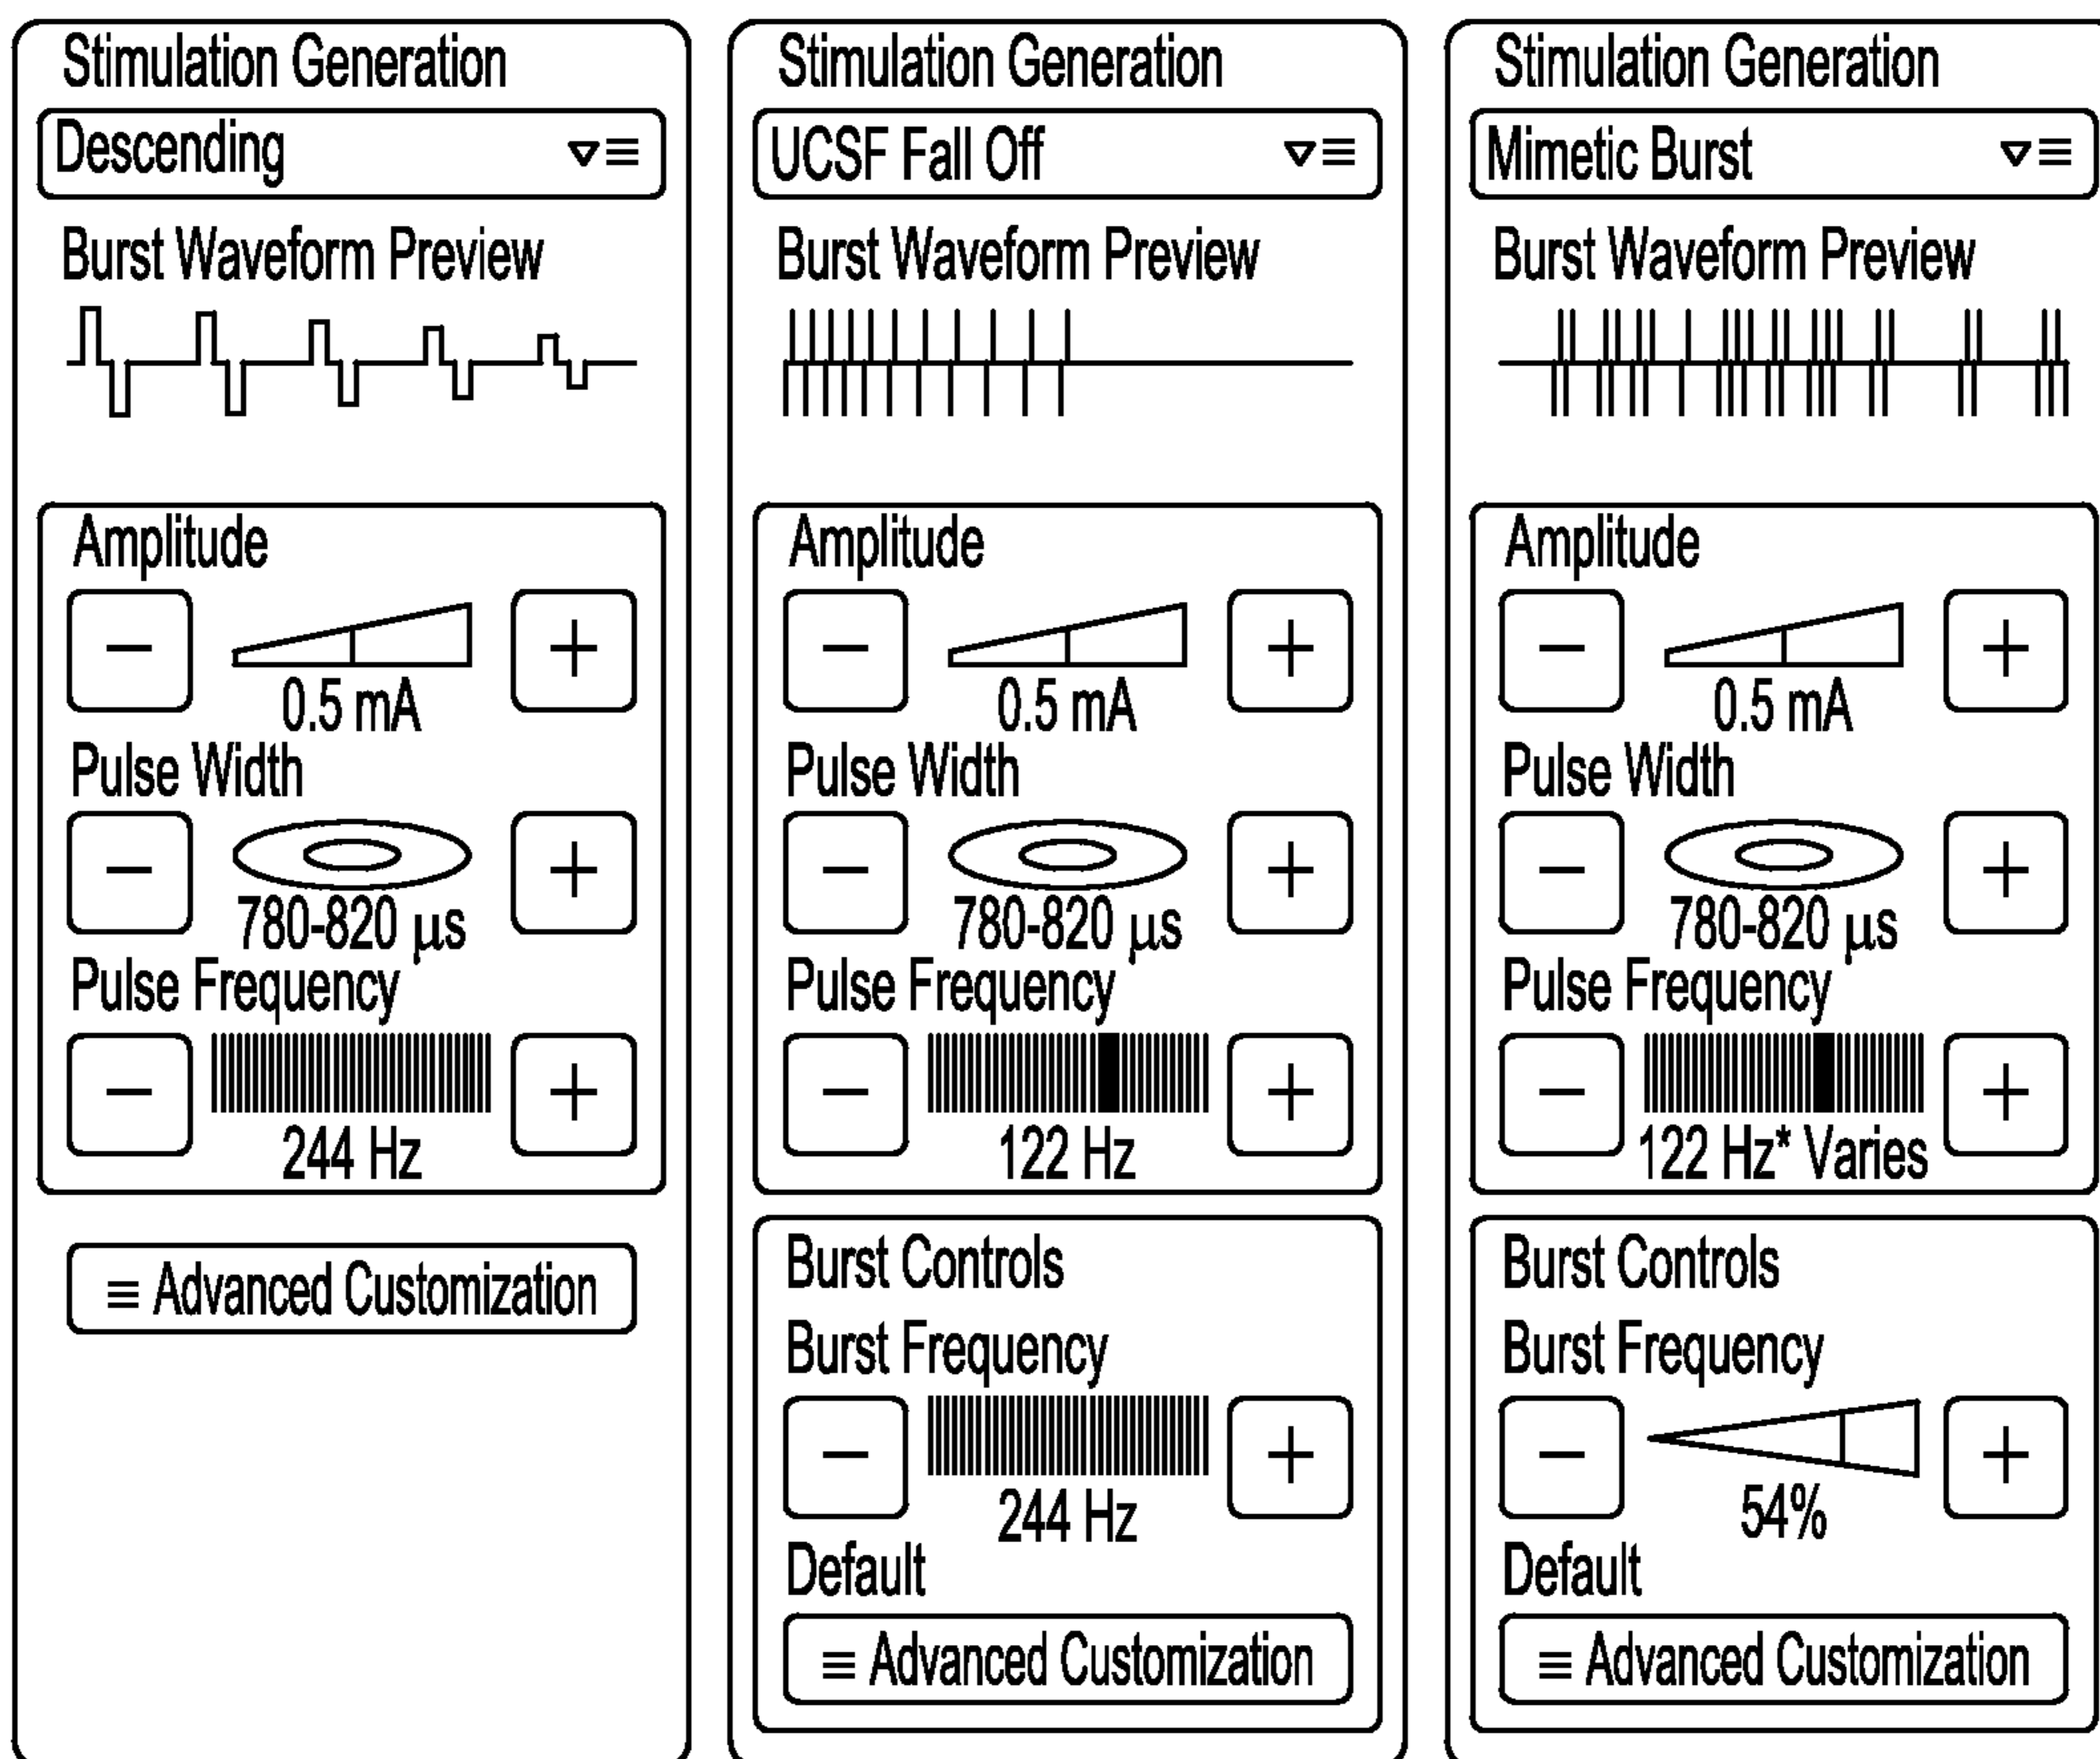 Stimulation Generation
Descending
Burst Waveform Preview
Amplitude
0.5 mA
Pulse Width
780-820 μs
Pulse Frequency
244 Hz
Advanced Customization
Stimulation Generation
UCSF Fall Off
Burst Waveform Preview
Amplitude
0.5 mA
Pulse Width
780-820 μs
Pulse Frequency
122 Hz
Burst Controls
Burst Frequency
244 Hz
Default
Advanced Customization
Stimulation Generation
Mimetic Burst
Burst Waveform Preview
Amplitude
0.5 mA
Pulse Width
780-820 μs
Pulse Frequency
122 Hz* Varies
Burst Controls
Burst Frequency
54%
Default
Advanced Customization